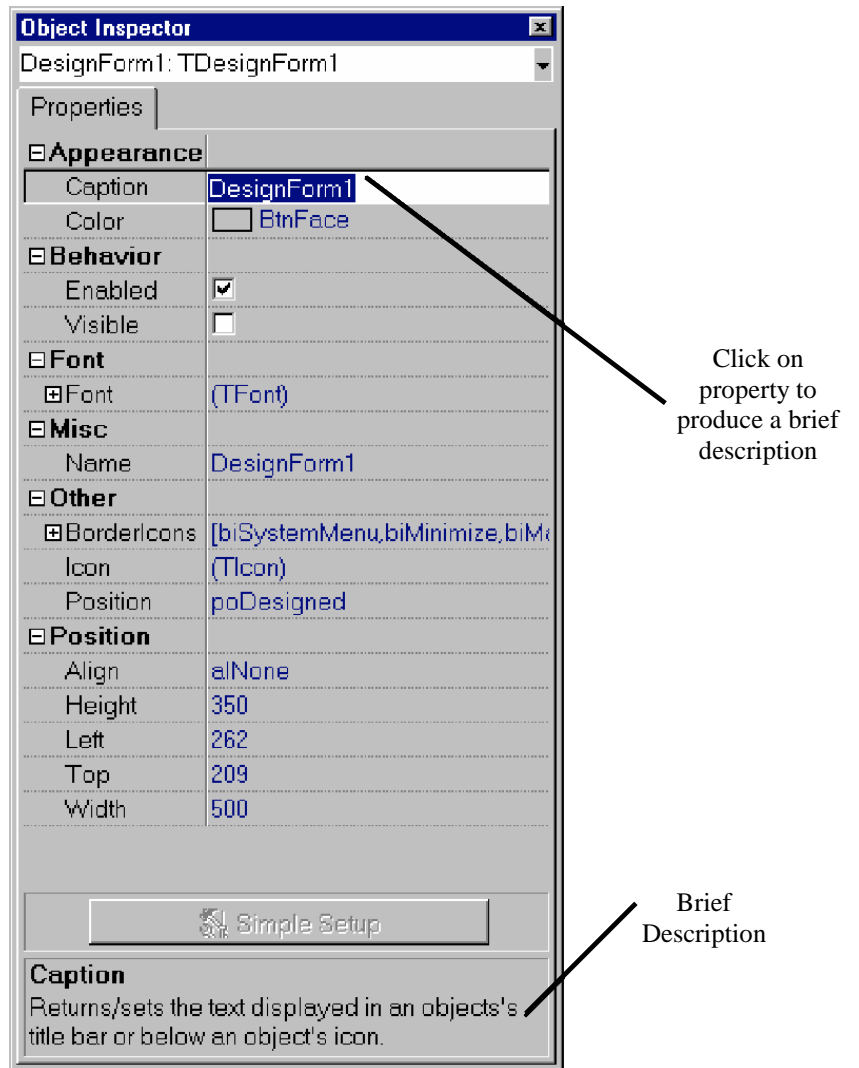 Object Inspector
DesignForm1: TDesignForm1
Properties
Appearance
Caption DesignForm1
Color BtnFace
Behavior
Enabled
Visible
Font
Font (TFont)
Misc
Name DesignForm1
Other
BorderIcons [biSystemMenu,biMinimize,biMa
Icon (TIcon)
Position poDesigned
Position
Align alNone
Height 350
Left 262
Top 209
Width 500
Simple Setup
Caption
Returns/sets the text displayed in an objects's
title bar or below an object's icon.
Click on
property to
produce a brief
description
Brief
Description